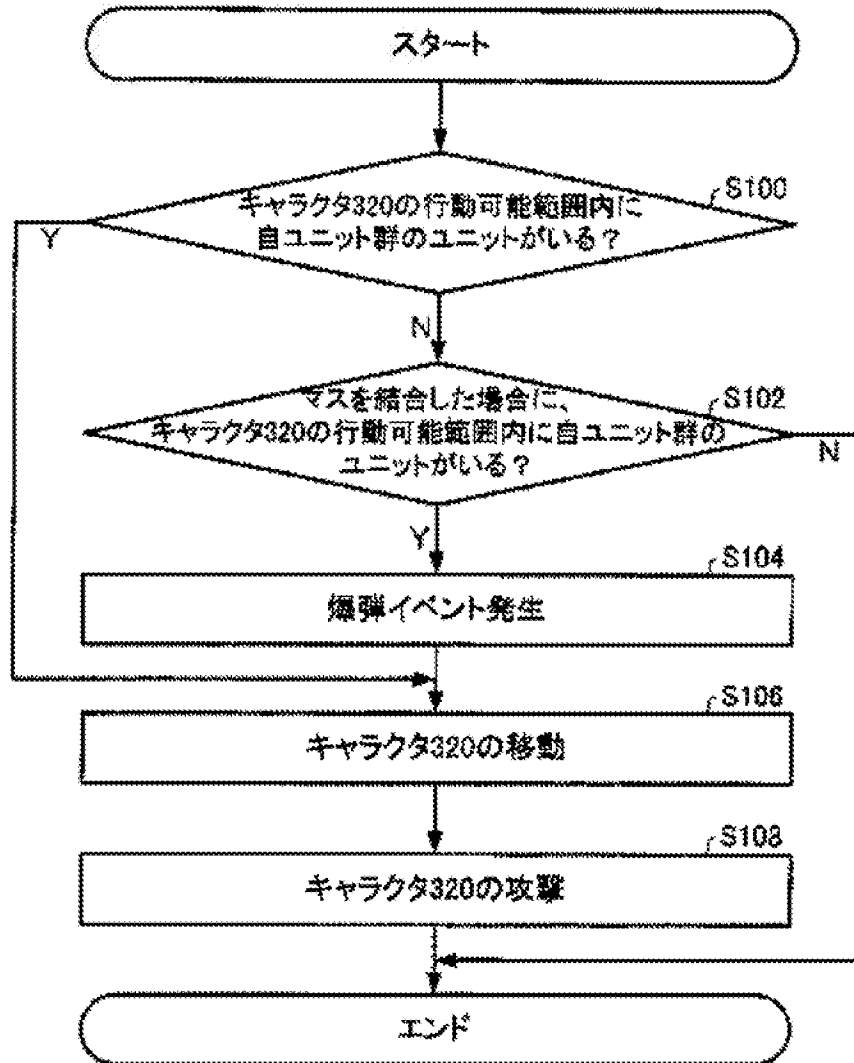 スタート
S100
キャラクタ320の行動可能範囲内に
自ユニット群のユニットがいる？
Y
N
S102
マスを結合した場合に、
キャラクタ320の行動可能範囲内に自ユニット群の
ユニットがいる？
N
Y
S104
爆弾イベント発生
S106
キャラクタ320の移動
S108
キャラクタ320の攻撃
エンド